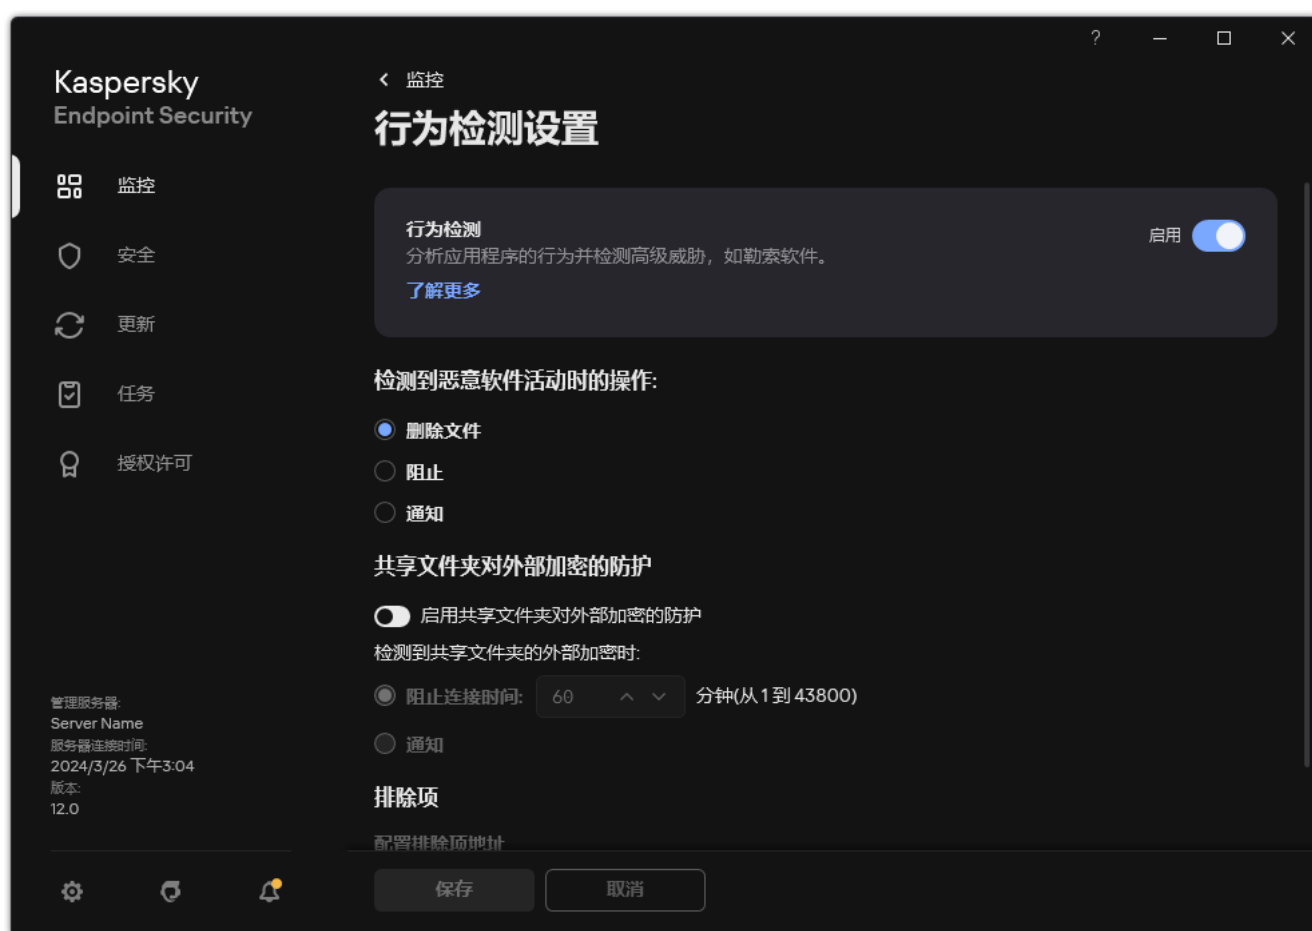 ?
Kaspersky
Endpoint Security
监控
安全
更新
任务
授权许可
管理服务器:
Server Name
服务器连接时间:
2024/3/26 下午3:04
版本:
12.0
监控
行为检测设置
行为检测
启用
分析应用程序的行为并检测高级威胁，如勒索软件。
了解更多
检测到恶意软件活动时的操作:
删除文件
阻止
通知
共享文件夹对外部加密的防护
启用共享文件夹对外部加密的防护
检测到共享文件夹的外部加密时:
阻止连接时间: 60 分钟(从 1 到 43800)
通知
排除项
配置排除项地址
保存 取消